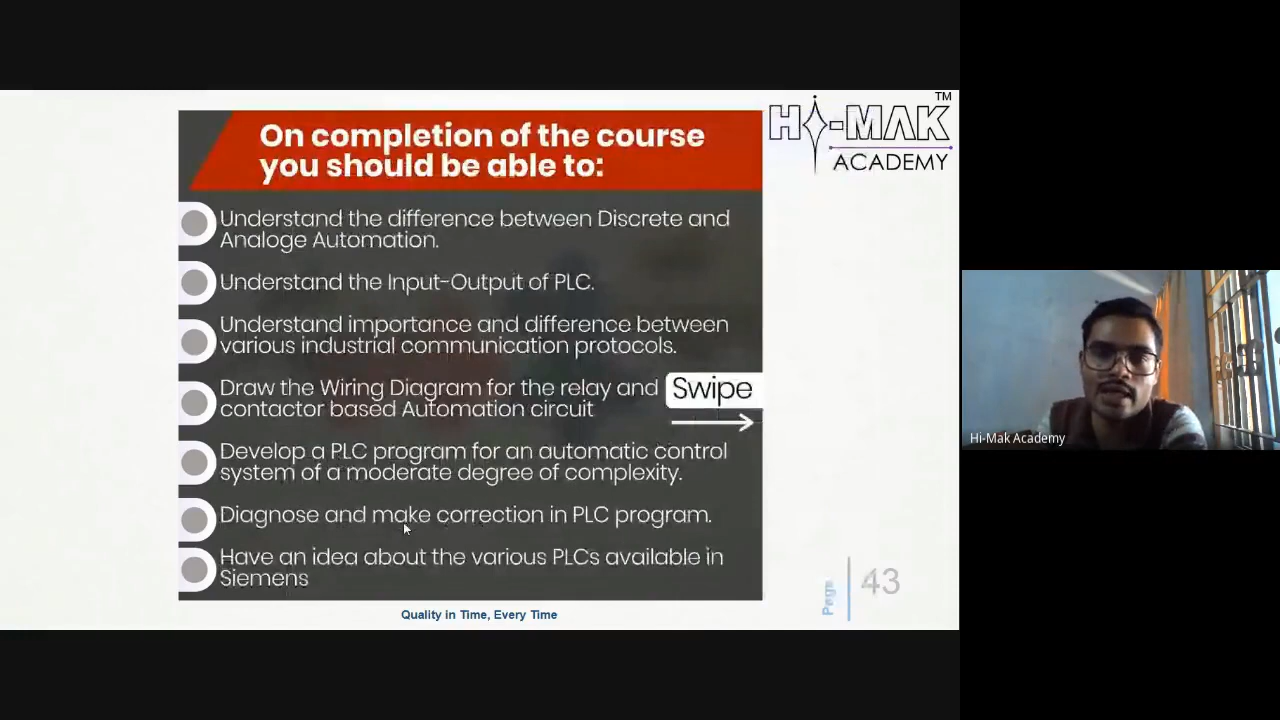 On completion of the course
you should be able to:
Understand the difference between Discrete and
Analoge Automation.
Understand the Input-Output of PLC.
Understand importance and difference between
various industrial communication protocols.
Draw the Wiring Diagram for the relay and
contactor based Automation circuit
Develop a PLC program for an automatic control
system of a moderate degree of complexity.
Diagnose and make correction in PLC program.
Have an idea about the various PLCs available in
Siemens
Swipe
HI-MAK TM
ACADEMY
Quality in Time, Every Time
Page 43
Hi-Mak Academy